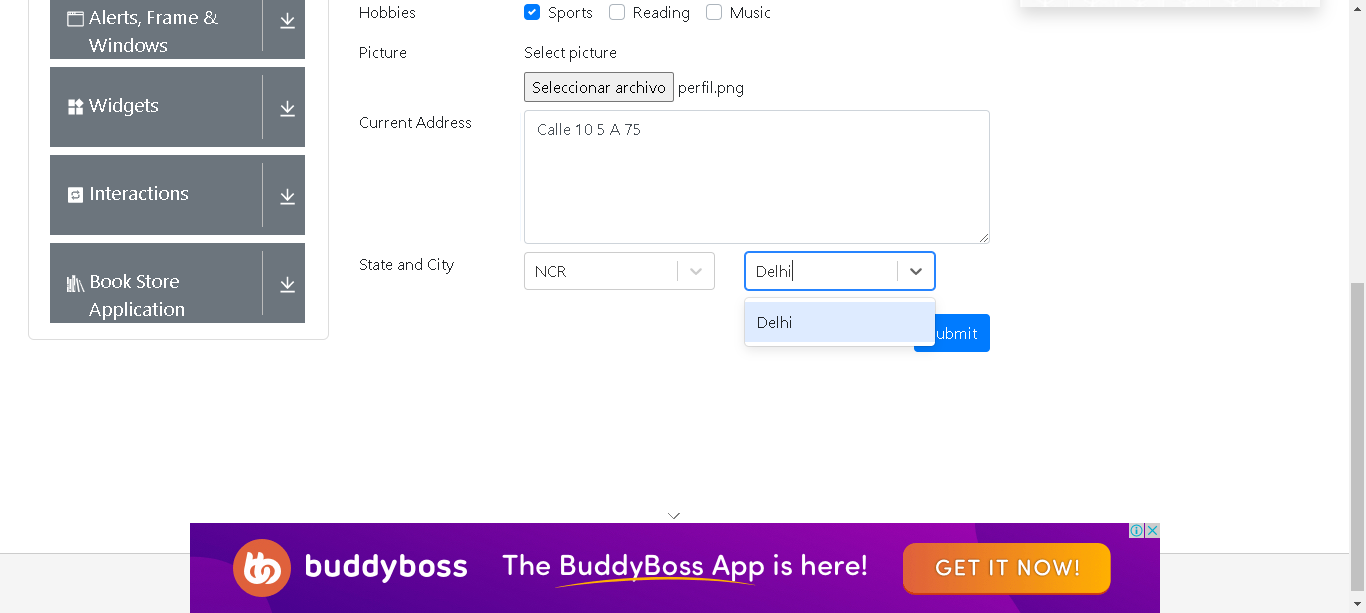 Alerts, Frame &
Windows
Widgets
Interactions
Book Store
Application
Hobbies
Sports
Reading
Music
Picture
Select picture
Seleccionar archivo perfil.png
Current Address
Calle 10 5 A 75
State and City
NCR
Delhi
Delhi
ubmit
buddyboss
The BuddyBoss App is here!
GET IT NOW!